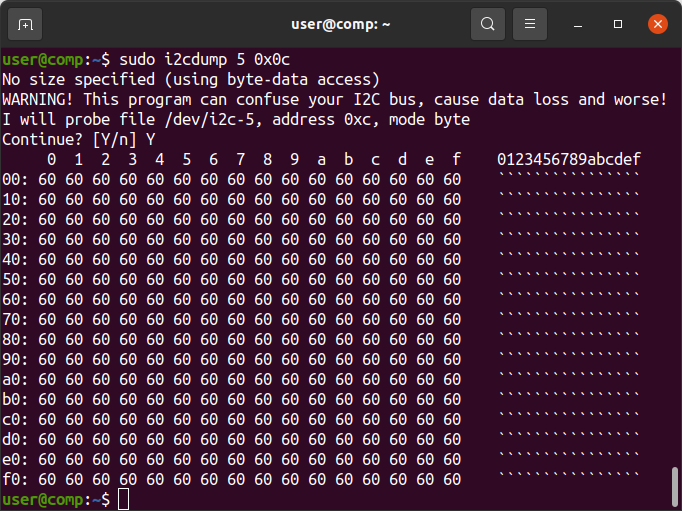 user@comp: ~
user@comp:~$ sudo i2cdump 5 0x0c
No size specified (using byte-data access)
WARNING! This program can confuse your I2C bus, cause data loss and worse!
I will probe file /dev/i2c-5, address 0xc, mode byte
Continue? [Y/n] Y
     0  1  2  3  4  5  6  7  8  9  a  b  c  d  e  f    0123456789abcdef
00: 60 60 60 60 60 60 60 60 60 60 60 60 60 60 60 60    ````````````````
10: 60 60 60 60 60 60 60 60 60 60 60 60 60 60 60 60    ````````````````
20: 60 60 60 60 60 60 60 60 60 60 60 60 60 60 60 60    ````````````````
30: 60 60 60 60 60 60 60 60 60 60 60 60 60 60 60 60    ````````````````
40: 60 60 60 60 60 60 60 60 60 60 60 60 60 60 60 60    ````````````````
50: 60 60 60 60 60 60 60 60 60 60 60 60 60 60 60 60    ````````````````
60: 60 60 60 60 60 60 60 60 60 60 60 60 60 60 60 60    ````````````````
70: 60 60 60 60 60 60 60 60 60 60 60 60 60 60 60 60    ````````````````
80: 60 60 60 60 60 60 60 60 60 60 60 60 60 60 60 60    ````````````````
90: 60 60 60 60 60 60 60 60 60 60 60 60 60 60 60 60    ````````````````
a0: 60 60 60 60 60 60 60 60 60 60 60 60 60 60 60 60    ````````````````
b0: 60 60 60 60 60 60 60 60 60 60 60 60 60 60 60 60    ````````````````
c0: 60 60 60 60 60 60 60 60 60 60 60 60 60 60 60 60    ````````````````
d0: 60 60 60 60 60 60 60 60 60 60 60 60 60 60 60 60    ````````````````
e0: 60 60 60 60 60 60 60 60 60 60 60 60 60 60 60 60    ````````````````
f0: 60 60 60 60 60 60 60 60 60 60 60 60 60 60 60 60    ````````````````
user@comp:~$